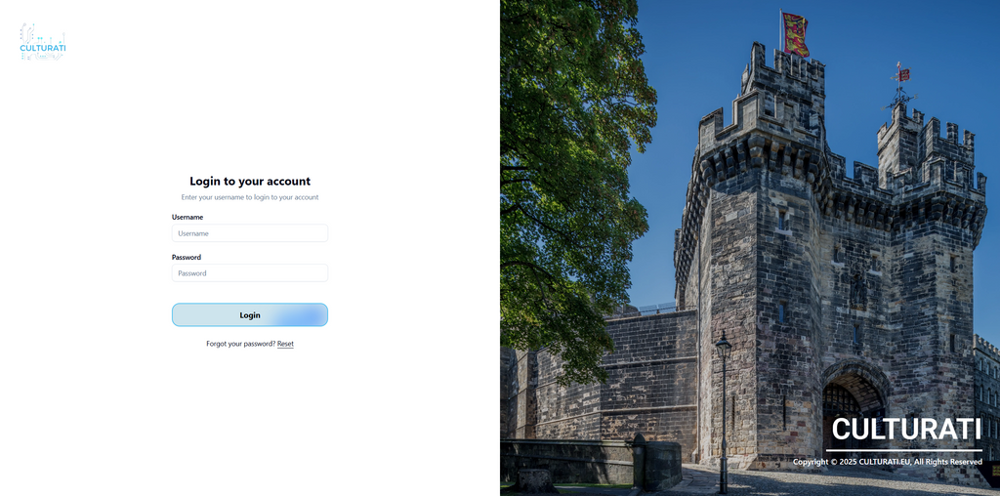 CULTURATI
Login to your account
Enter your username to login to your account
Username
Username
Password
Password
Login
Forgot your password? Reset
CULTURATI
Copyright © 2025 CULTURATI.EU, All Rights Reserved